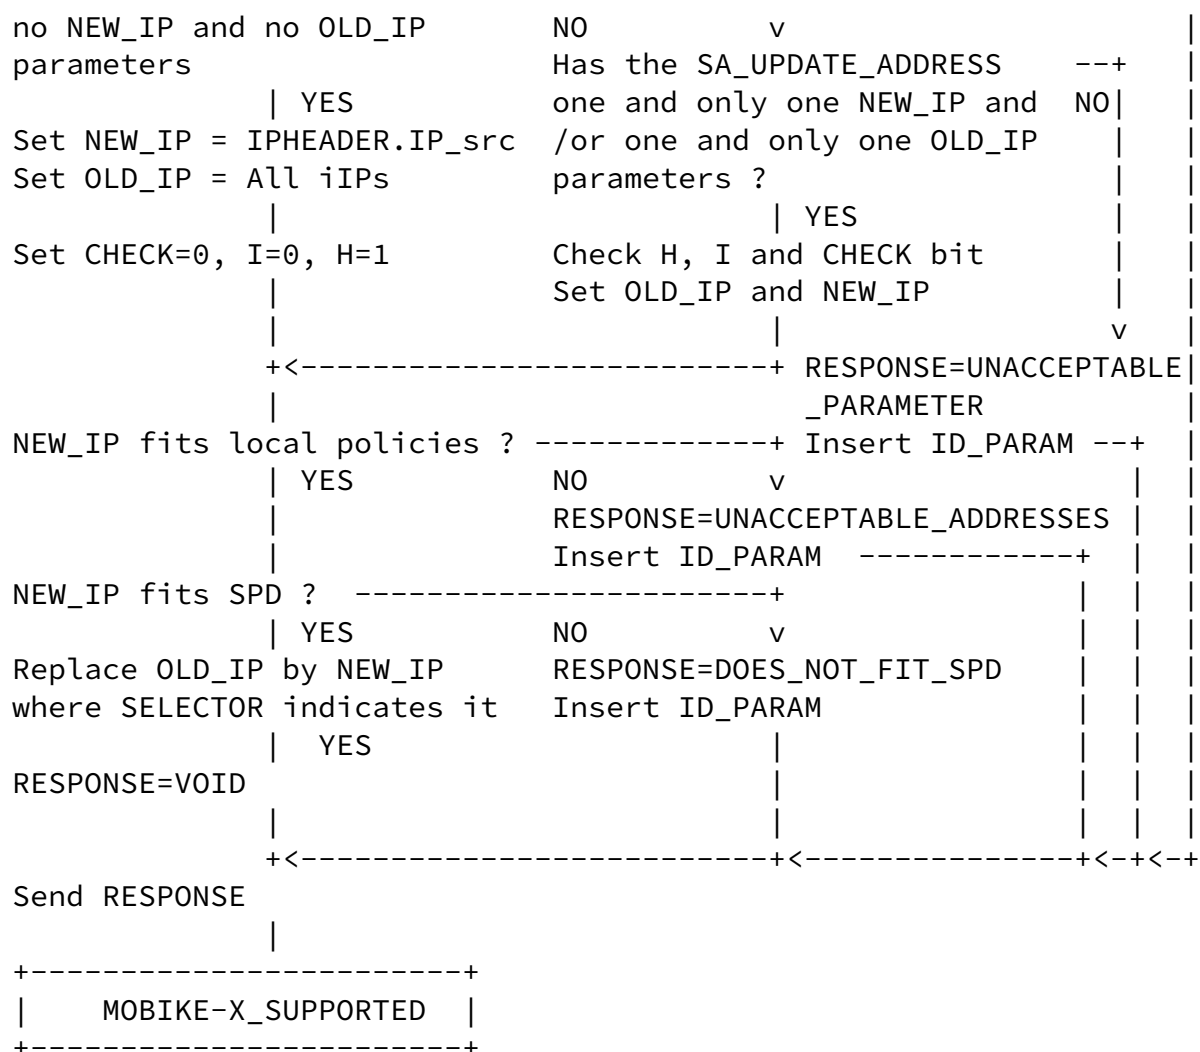 no NEW_IP and no OLD_IP       NO          v                      |
parameters                    Has the SA_UPDATE_ADDRESS    --+   |
              | YES           one and only one NEW_IP and  NO|   |
Set NEW_IP = IPHEADER.IP_src  /or one and only one OLD_IP    |   |
Set OLD_IP = All iIPs         parameters ?                   |   |
              |                           | YES              |   |
Set CHECK=0, I=0, H=1         Check H, I and CHECK bit       |   |
              |               Set OLD_IP and NEW_IP          |   |
              |                           |                  v   |
              +<--------------------------+ RESPONSE=UNACCEPTABLE|
              |                             _PARAMETER           |
NEW_IP fits local policies ? -------------+ Insert ID_PARAM --+  |
              | YES           NO          v                   |  |
              |               RESPONSE=UNACCEPTABLE_ADDRESSES |  |
              |               Insert ID_PARAM  ------------+  |  |
NEW_IP fits SPD ?  -----------------------+                |  |  |
              | YES           NO          v                |  |  |
Replace OLD_IP by NEW_IP      RESPONSE=DOES_NOT_FIT_SPD    |  |  |
where SELECTOR indicates it   Insert ID_PARAM              |  |  |
              |  YES                      |                |  |  |
RESPONSE=VOID                             |                |  |  |
              |                           |                |  |  |
              +<--------------------------+<---------------+<-+<-+
Send RESPONSE
              |
+------------------------+
|    MOBIKE-X_SUPPORTED  |
+------------------------+